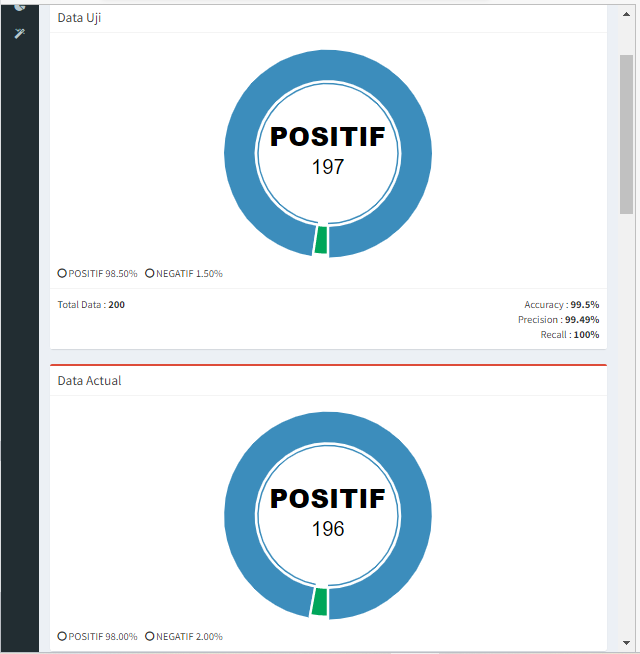 Data Uji
POSITIF
197
POSITIF 98.50% NEGATIF 1.50%
Total Data : 200
Accuracy : 99.5%
Precision : 99.49%
Recall : 100%
Data Actual
POSITIF
196
POSITIF 98.00% NEGATIF 2.00%